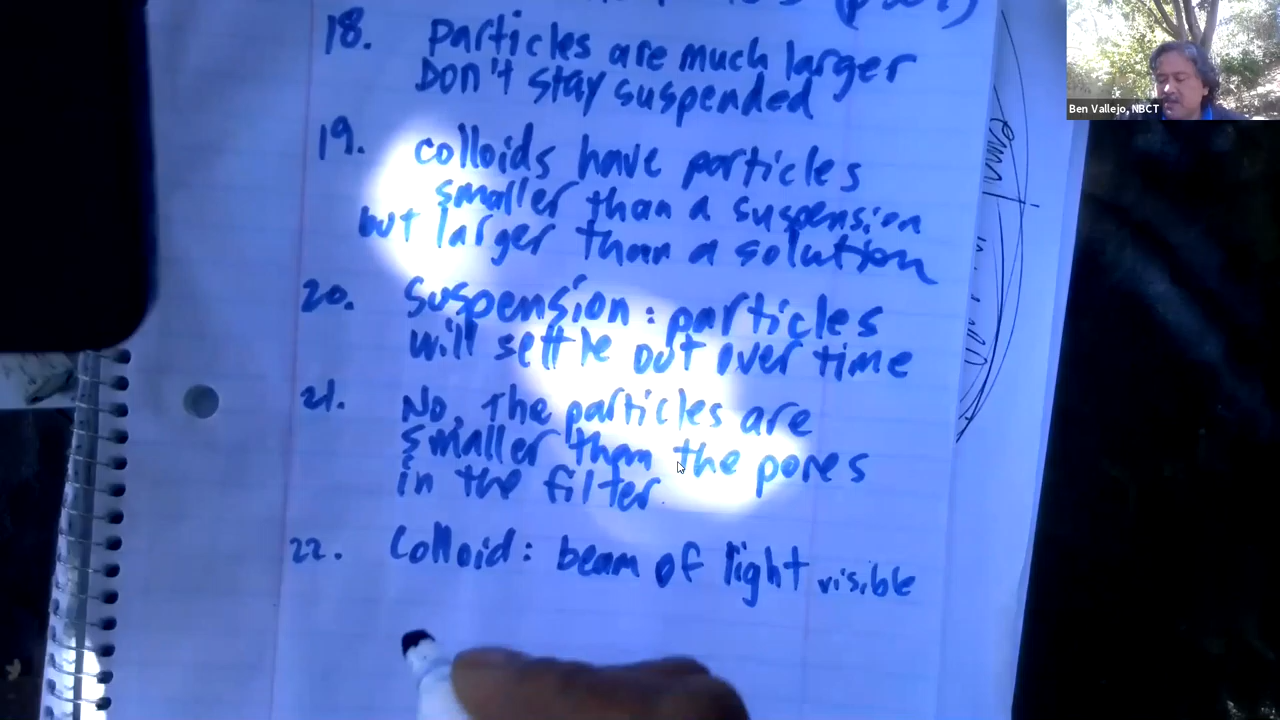 18. Particles are much larger
Don't stay suspended
19. colloids have particles
smaller than a suspension
but larger than a solution
20. Suspension: particles
will settle out over time
21. No, the particles are
smaller than the pores
in the filter.
22. Colloid: beam of light visible
Ben Vallejo, NBCT